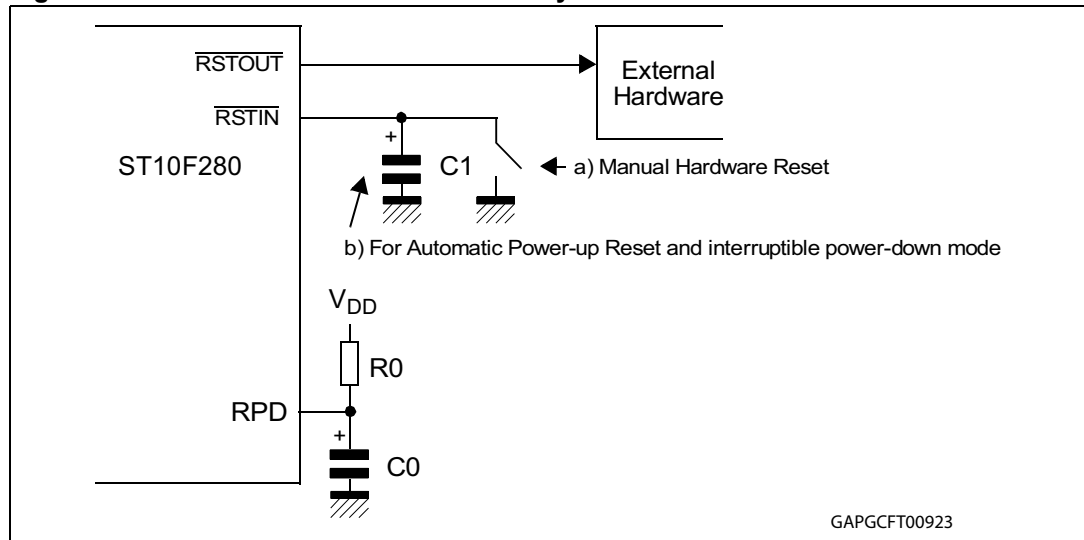 RSTOUT
External
Hardware
RSTIN
+
ST10F280
C1
a) Manual Hardware Reset
b) For Automatic Power-up Reset and interruptible power-down mode
VDD
R0
RPD
+
C0
GAPGCFT00923